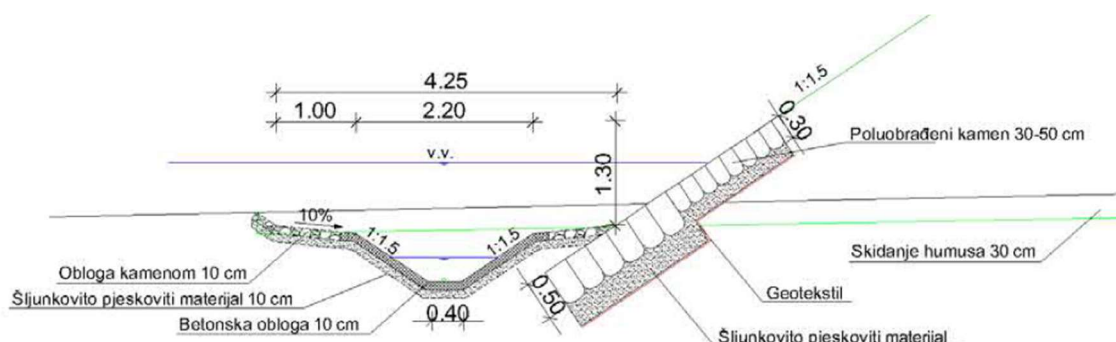 4.25
1.00
2.20
v.v.
1.30
1:1.5
0.30
Poluobrađeni kamen 30-50 cm
10%
1:1.5
1:1.5
Skidanje humusa 30 cm
Obloga kamenom 10 cm
Šljunkovito pjeskoviti materijal 10 cm
Betonska obloga 10 cm
0.40
0.50
Geotekstil
Šljunkovito pjeskoviti materijal